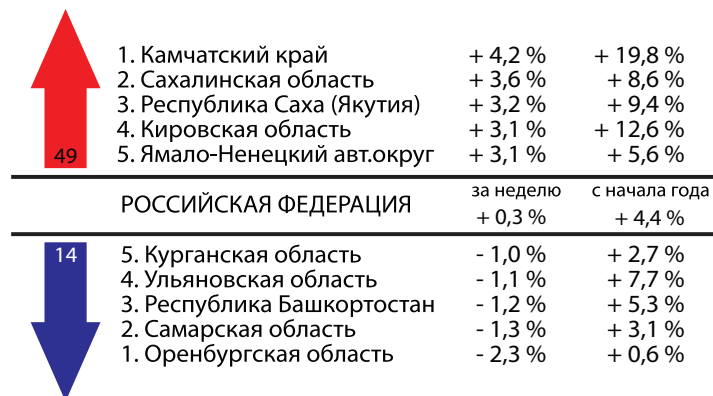 1. Камчатский край + 4,2 % + 19,8 %
2. Сахалинская область + 3,6 % + 8,6 %
3. Республика Саха (Якутия) + 3,2 % + 9,4 %
4. Кировская область + 3,1 % + 12,6 %
49 5. Ямало-Ненецкий авт.округ + 3,1 % + 5,6 %
за неделю с начала года
РОССИЙСКАЯ ФЕДЕРАЦИЯ + 0,3 % + 4,4 %
14 5. Курганская область - 1,0 % + 2,7 %
4. Ульяновская область - 1,1 % + 7,7 %
3. Республика Башкортостан - 1,2 % + 5,3 %
2. Самарская область - 1,3 % + 3,1 %
1. Оренбургская область - 2,3 % + 0,6 %